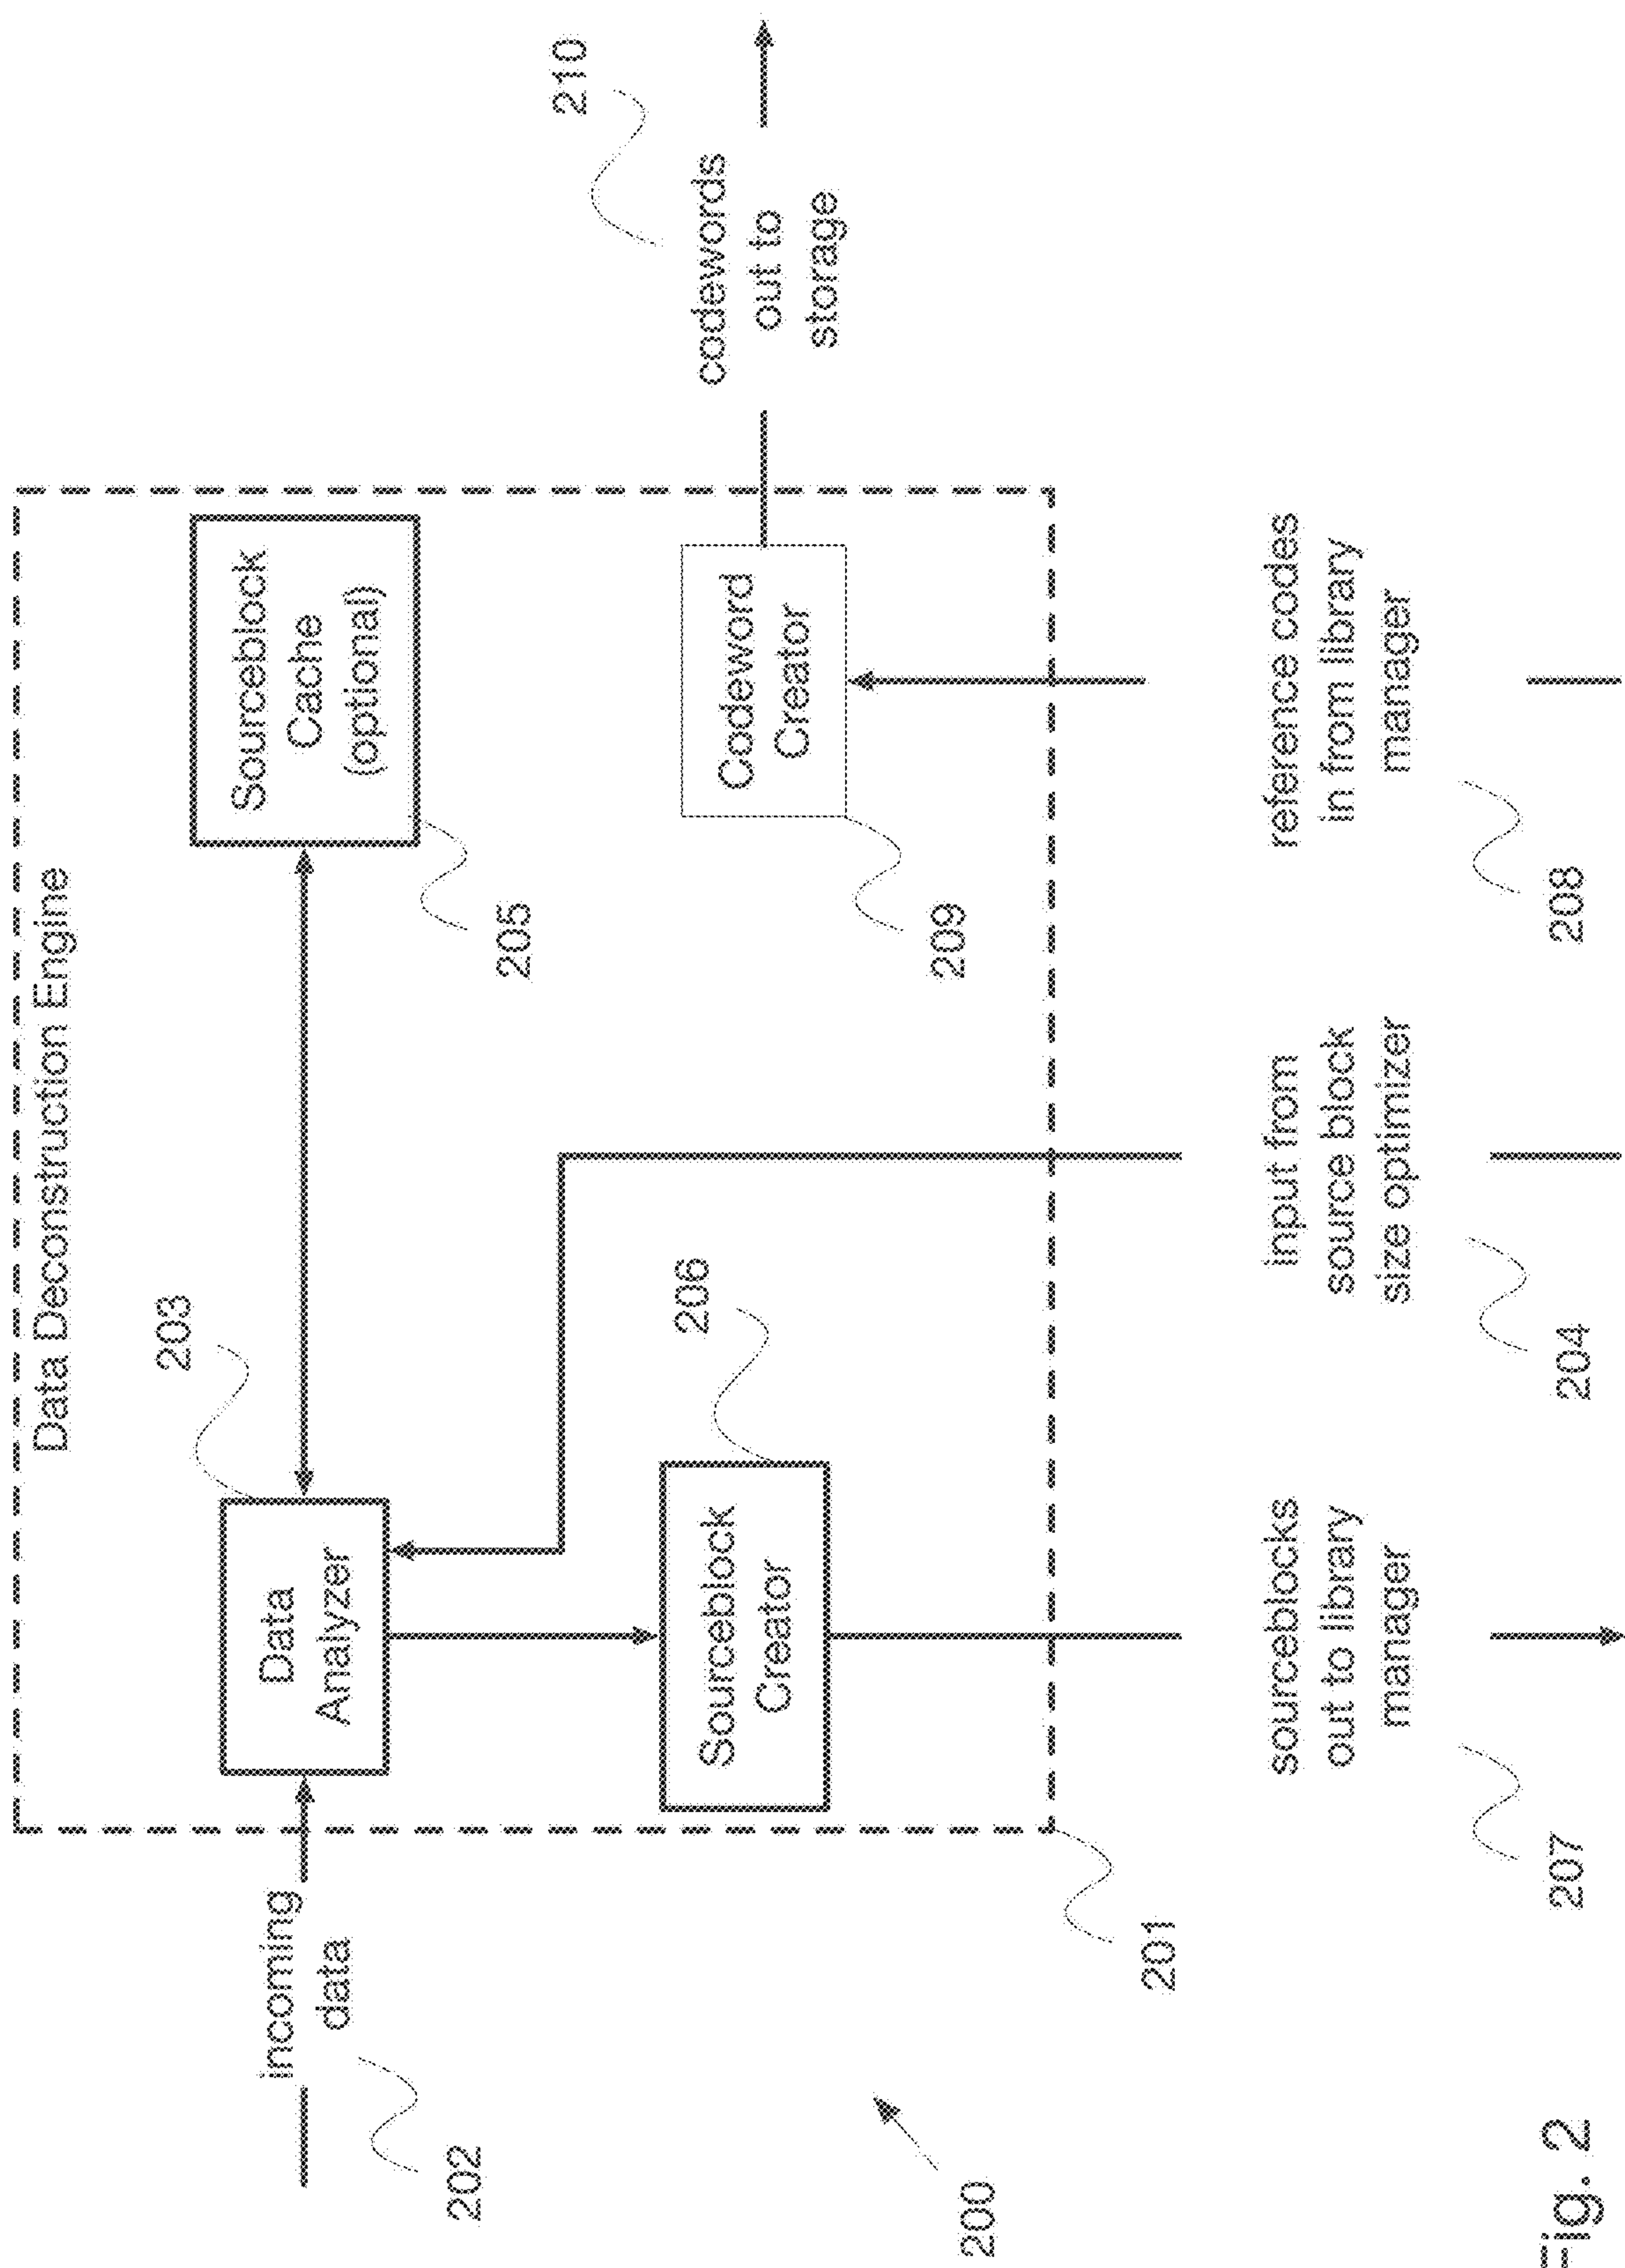 Data Deconstruction Engine
210
203
incoming
data
202
Data
Analyzer
Sourceblock
Cache
(optional)
205
codewords
out to
storage
206
Sourceblock
Creator
Codeword
Creator
209
201
200
sourceblocks
out to library
manager
207
input from
source block
size optimizer
204
reference codes
in from library
manager
208
Fig. 2